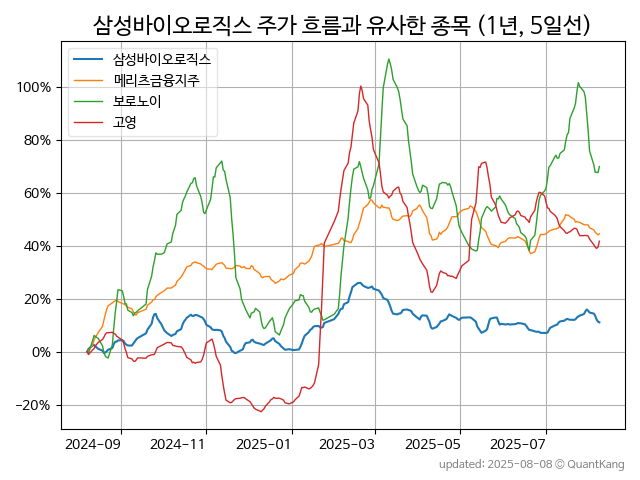 삼성바이오로직스 주가 흐름과 유사한 종목 (1년, 5일선)
삼성바이오로직스
메리츠금융지주
보로노이
고영
100%
80%
60%
40%
20%
0%
−20%
2024-09 2024-11 2025-01 2025-03 2025-05 2025-07
updated: 2025-08-08 ⓒ QuantKang